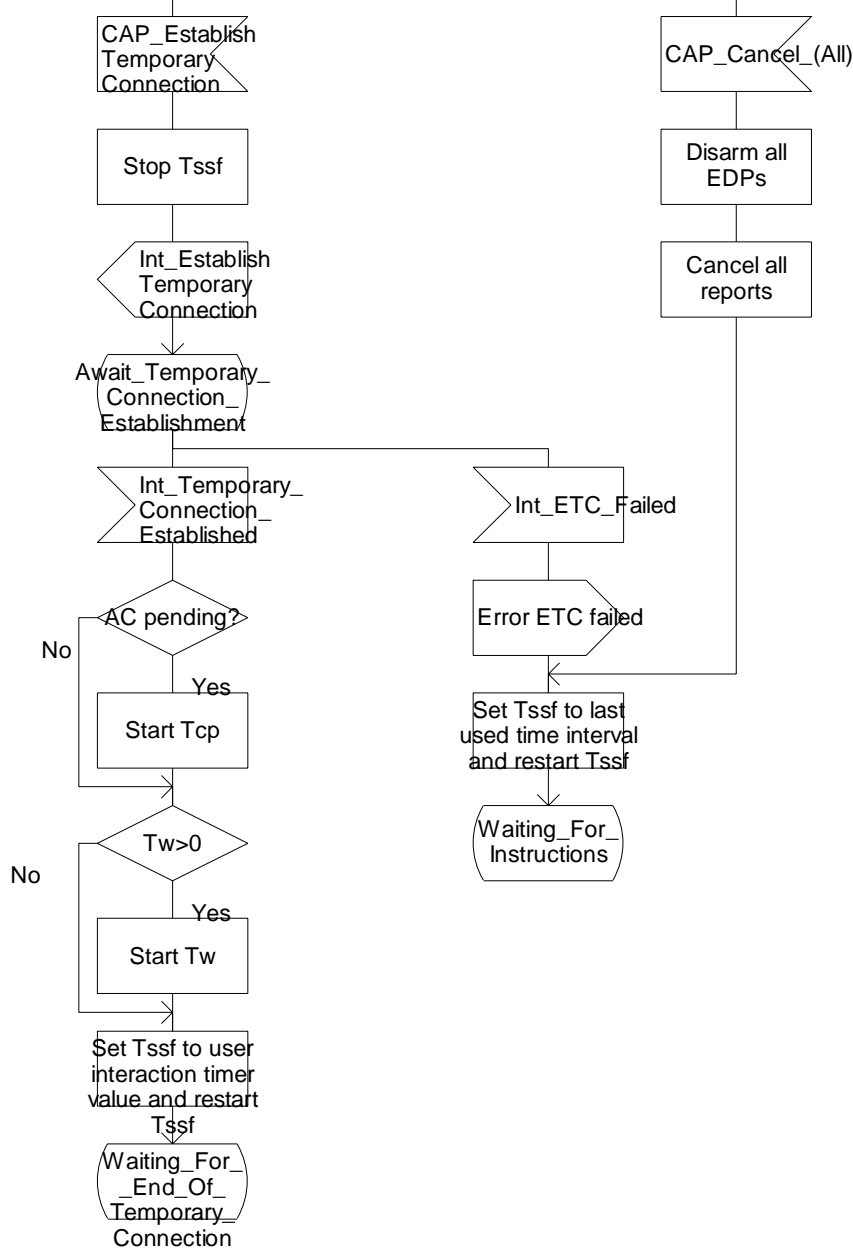 CAP_Establish
Temporary
Connection
CAP_Cancel_(All)
Stop Tssf
Disarm all
EDPs
Int_Establish
Temporary
Connection
Cancel all
reports
Await_Temporary_
Connection_
Establishment
Int_Temporary_
Connection_
Established
Int_ETC_Failed
AC pending?
Error ETC failed
No
Yes
Start Tcp
Set Tssf to last
used time interval
and restart Tssf
Tw>0
Waiting_For_
Instructions
No
Yes
Start Tw
Set Tssf to user
interaction timer
value and restart
Tssf
Waiting_For_
_End_Of_
Temporary_
Connection